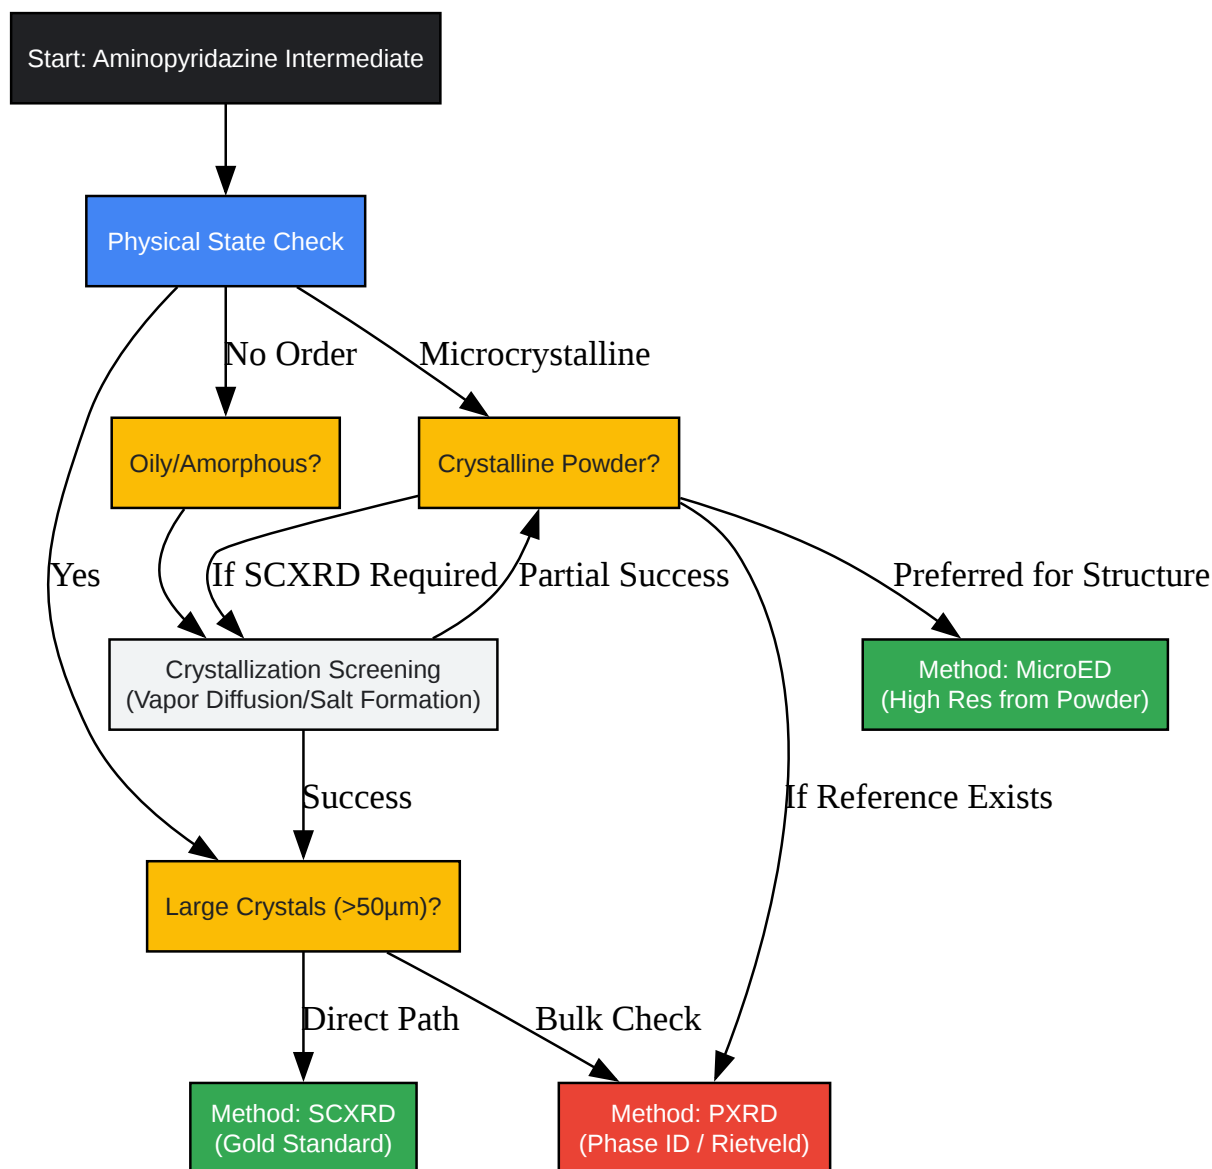 Start: Aminopyridazine Intermediate
Physical State Check
No Order
Microcrystalline
Oily/Amorphous?
Crystalline Powder?
Yes
If SCXRD Required
Partial Success
Preferred for Structure
Crystallization Screening
(Vapor Diffusion/Salt Formation)
Method: MicroED
(High Res from Powder)
Success
If Reference Exists
Large Crystals (>50µm)?
Direct Path
Bulk Check
Method: SCXRD
(Gold Standard)
Method: PXRD
(Phase ID / Rietveld)